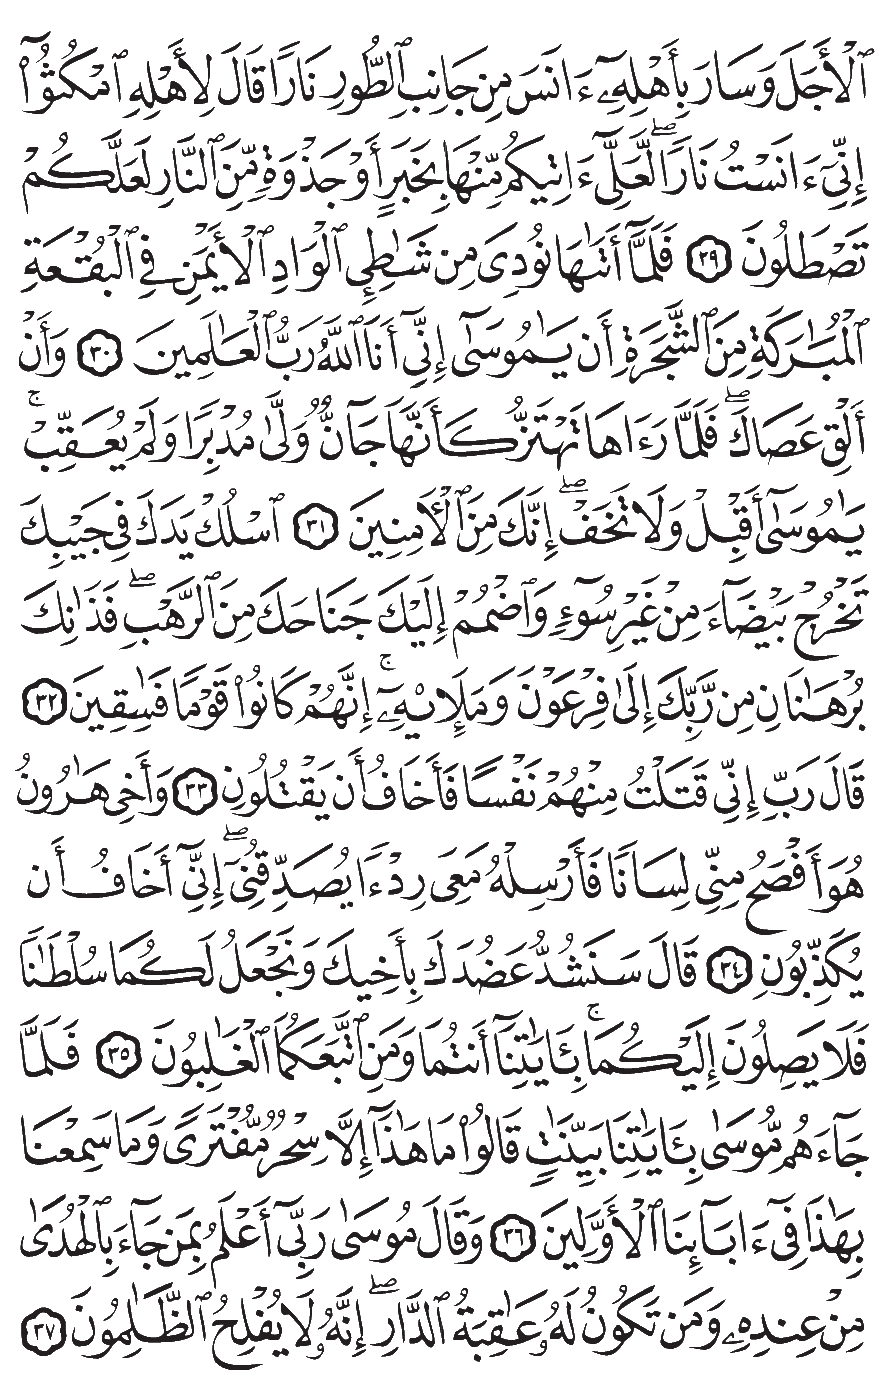 ٱلْأَجَلَ وَسَارَ بِأَهْلِهِۦٓ ءَانَسَ مِن جَانِبِ ٱلطُّورِ نَارًا قَالَ لِأَهْلِهِ ٱمْكُثُوٓا۟
إِنِّىٓ ءَانَسْتُ نَارًا ۖ لَّعَلِّىٓ ءَاتِيكُم مِّنْهَا بِخَبَرٍ أَوْ جَذْوَةٍ مِّنَ ٱلنَّارِ لَعَلَّكُمْ
تَصْطَلُونَ ٢٩ فَلَمَّآ أَتَىٰهَا نُودِىَ مِن شَٰطِئِ ٱلْوَادِ ٱلْأَيْمَنِ فِى ٱلْبُقْعَةِ
ٱلْمُبَٰرَكَةِ مِنَ ٱلشَّجَرَةِ أَن يَٰمُوسَىٰٓ إِنِّىٓ أَنَا ٱللَّهُ رَبُّ ٱلْعَٰلَمِينَ ٣٠ وَأَنْ
أَلْقِ عَصَاكَ ۖ فَلَمَّا رَءَاهَا تَهْتَزُّ كَأَنَّهَا جَآنٌّ وَلَّىٰ مُدْبِرًا وَلَمْ يُعَقِّبْ ۚ
يَٰمُوسَىٰٓ أَقْبِلْ وَلَا تَخَفْ ۖ إِنَّكَ مِنَ ٱلْءَامِنِينَ ٣١ ٱسْلُكْ يَدَكَ فِى جَيْبِكَ
تَخْرُجْ بَيْضَآءَ مِنْ غَيْرِ سُوٓءٍ وَٱضْمُمْ إِلَيْكَ جَنَاحَكَ مِنَ ٱلرَّهْبِ ۖ فَذَٰنِكَ
بُرْهَٰنَانِ مِن رَّبِّكَ إِلَىٰ فِرْعَوْنَ وَمَلَإِي۟هِۦٓ ۚ إِنَّهُمْ كَانُوا۟ قَوْمًا فَٰسِقِينَ ٣٢
قَالَ رَبِّ إِنِّى قَتَلْتُ مِنْهُمْ نَفْسًا فَأَخَافُ أَن يَقْتُلُونِ ٣٣ وَأَخِى هَٰرُونُ
هُوَ أَفْصَحُ مِنِّى لِسَانًا فَأَرْسِلْهُ مَعِىَ رِدْءًا يُصَدِّقُنِىٓ ۖ إِنِّىٓ أَخَافُ أَن
يُكَذِّبُونِ ٣٤ قَالَ سَنَشُدُّ عَضُدَكَ بِأَخِيكَ وَنَجْعَلُ لَكُمَا سُلْطَٰنًا
فَلَا يَصِلُونَ إِلَيْكُمَا ۚ بِـَٔايَٰتِنَآ أَنتُمَا وَمَنِ ٱتَّبَعَكُمَا ٱلْغَٰلِبُونَ ٣٥ فَلَمَّا
جَآءَهُم مُّوسَىٰ بِـَٔايَٰتِنَا بَيِّنَٰتٍ قَالُوا۟ مَا هَٰذَآ إِلَّا سِحْرٌ مُّفْتَرًى وَمَا سَمِعْنَا
بِهَٰذَا فِىٓ ءَابَآئِنَا ٱلْأَوَّلِينَ ٣٦ وَقَالَ مُوسَىٰ رَبِّىٓ أَعْلَمُ بِمَن جَآءَ بِٱلْهُدَىٰ
مِنْ عِندِهِۦ وَمَن تَكُونُ لَهُۥ عَٰقِبَةُ ٱلدَّارِ ۖ إِنَّهُۥ لَا يُفْلِحُ ٱلظَّٰلِمُونَ ٣٧